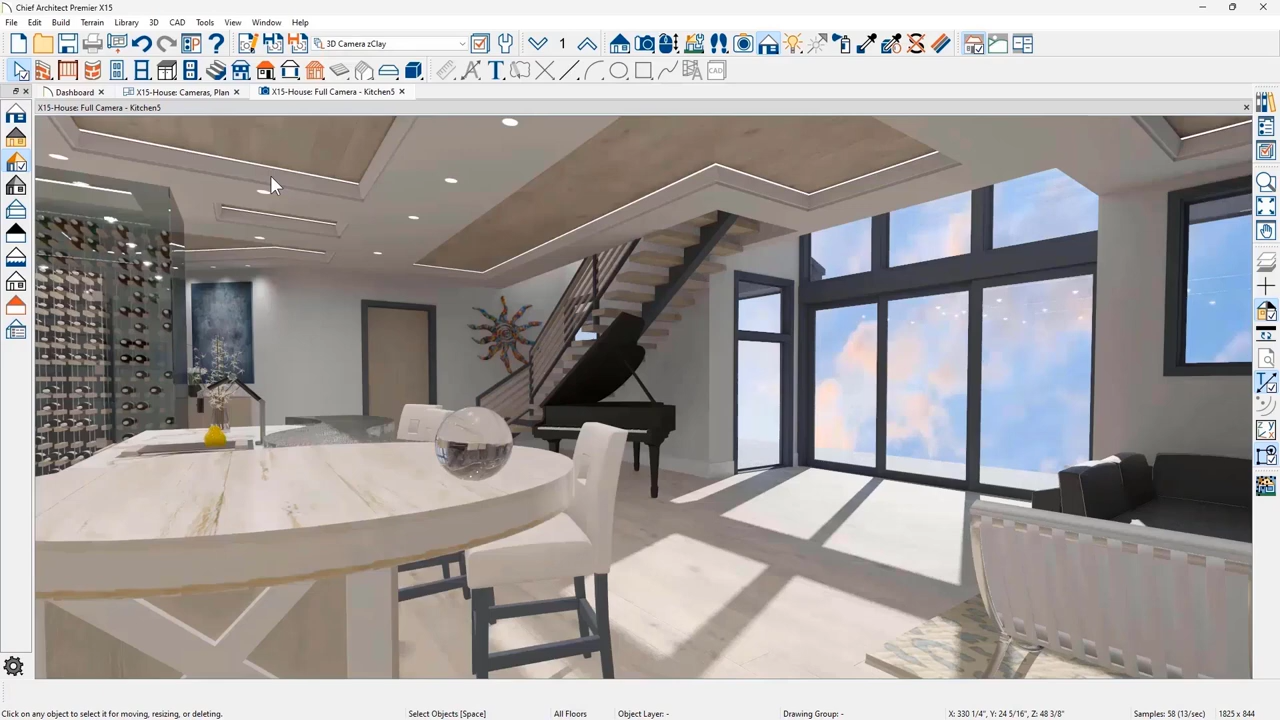 Chief Architect Premier X15
File Edit Build Terrain Library 3D CAD Tools View Window Help
3D Camera zClay
1
Dashboard
X15-House: Cameras, Plan
X15-House: Full Camera - Kitchen5
X15-House: Full Camera - Kitchen5
CAD
Click on any object to select it for moving, resizing, or deleting.
Select Objects [Space]
All Floors
Object Layer: -
Drawing Group: -
X: 330 1/4", Y: 24 5/16", Z: 48 3/8"
Samples: 58 (13/sec)
1825 x 844